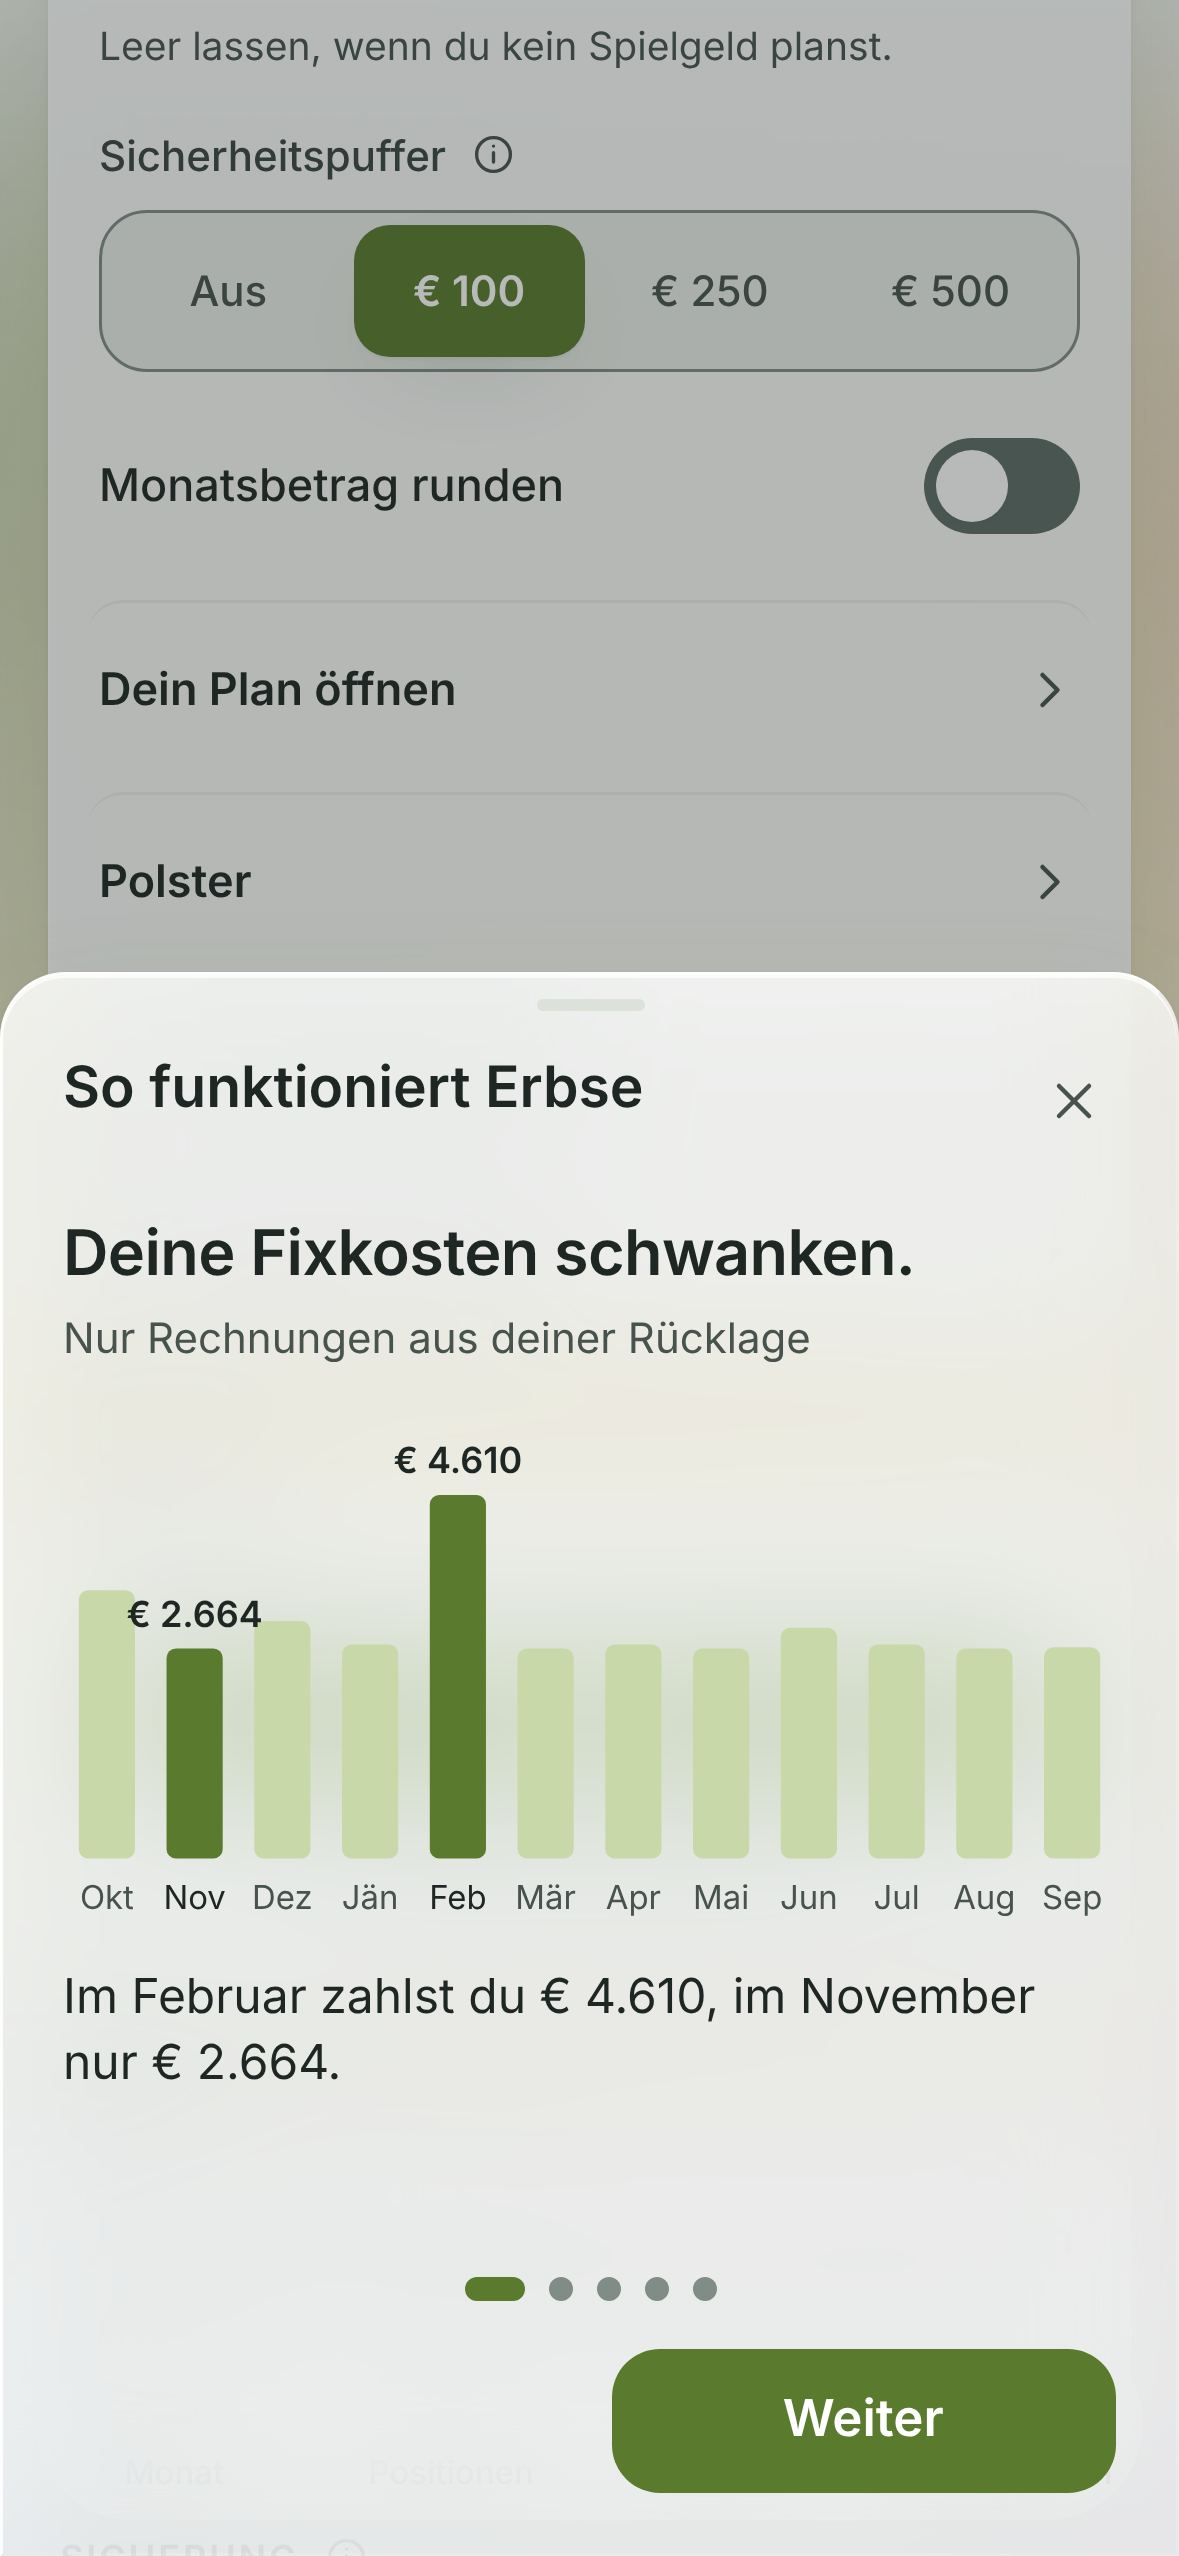 Leer lassen, wenn du kein Spielgeld planst.
Sicherheitspuffer
Aus € 100 € 250 € 500
Monatsbetrag runden
Dein Plan öffnen
Polster
So funktioniert Erbse
Deine Fixkosten schwanken.
Nur Rechnungen aus deiner Rücklage
€ 4.610
€ 2.664
Okt Nov Dez Jän Feb Mär Apr Mai Jun Jul Aug Sep
Im Februar zahlst du € 4.610, im November
nur € 2.664.
Weiter
Monat Positionen
SICHERUNG